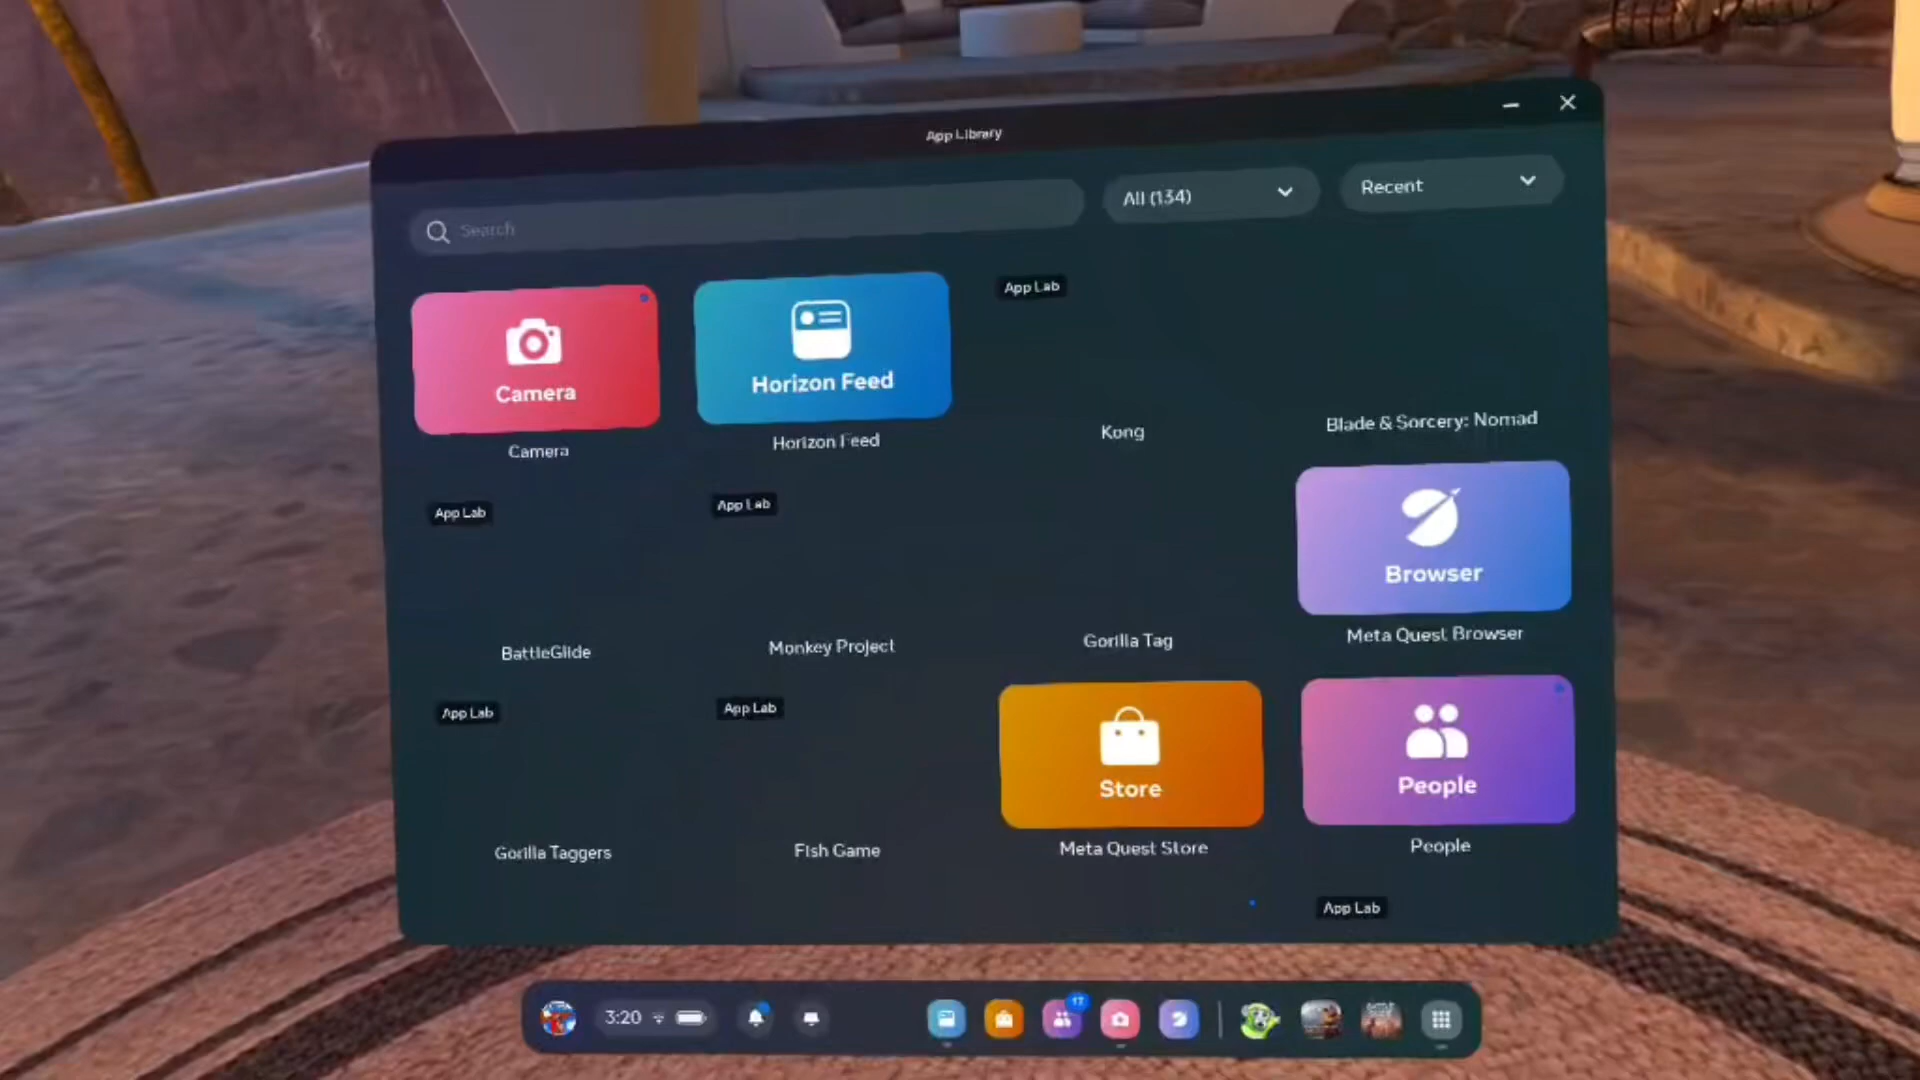 App Library
Search
All (134)
Recent
Camera
Camera
Horizon Feed
Horizon Feed
App Lab
Kong
Blade & Sorcery: Nomad
App Lab
BattleGlide
App Lab
Monkey Project
Gorilla Tag
Browser
Meta Quest Browser
App Lab
Gorilla Taggers
App Lab
Fish Game
Store
Meta Quest Store
People
People
App Lab
3:20
17